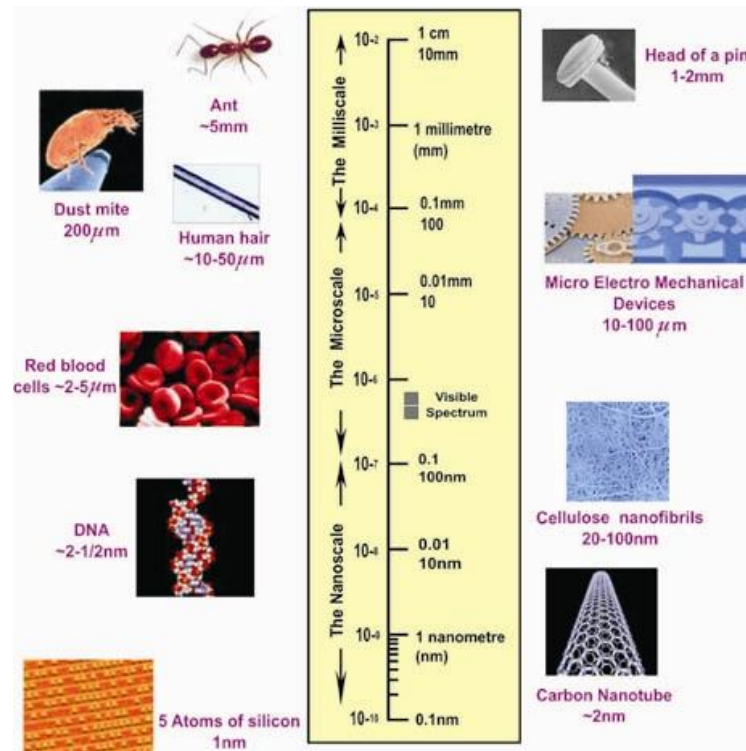 Ant
~5mm
Dust mite
200μm
Human hair
~10-50μm
Red blood
cells ~2-5μm
DNA
~2-1/2nm
5 Atoms of silicon
1nm
The Milliscale
The Microscale
The Nanoscale
10-2
1 cm
10mm
10-3
1 millimetre
(mm)
10-4
0.1mm
100
10-5
0.01mm
10
10-6
Visible
Spectrum
10-7
0.1
100nm
10-8
0.01
10nm
10-9
1 nanometre
(nm)
10-10
0.1nm
Head of a pin
1-2mm
Micro Electro Mechanical
Devices
10-100 μm
Cellulose nanofibrils
20-100nm
Carbon Nanotube
~2nm